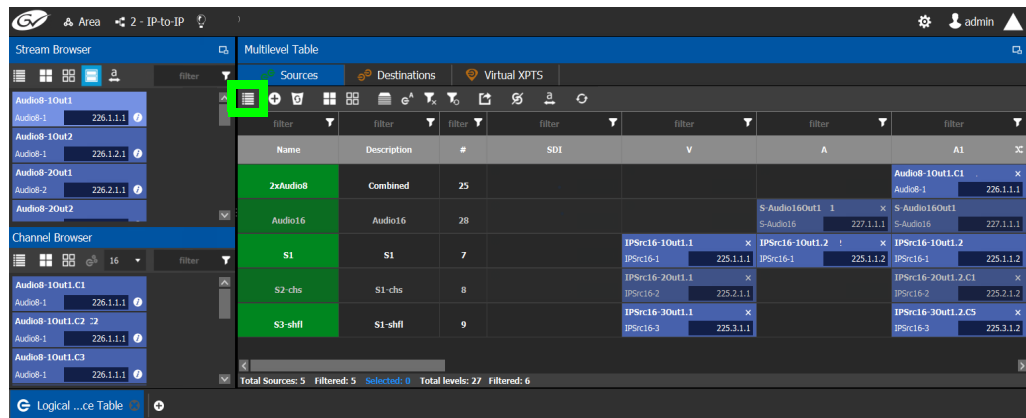 GV Area 2 - IP-to-IP admin
Stream Browser
a
filter
Audio8-1Out1
Audio8-1 226.1.1.1
Audio8-1Out2
Audio8-1 226.1.2.1
Audio8-2Out1
Audio8-2 226.2.1.1
Audio8-2Out2
Channel Browser
16 filter
Audio8-1Out1.C1
Audio8-1 226.1.1.1
Audio8-1Out1.C2
Audio8-1 226.1.1.1
Audio8-1Out1.C3
Audio8-1 226.1.1.1
Multilevel Table
Sources Destinations Virtual XPTS
a
filter filter filter filter filter filter filter
Name Description # SDI V A A1
2xAudio8 Combined 25 Audio8-1Out1.C1 x
Audio8-1 226.1.1.1
Audio16 Audio16 28 S-Audio16Out1 1 x S-Audio16Out1
S-Audio16 227.1.1.1 S-Audio16 227.1.1.1
S1 S1 7 IPSrc16-1Out1.1 x IPSrc16-1Out1.2 x IPSrc16-1Out1.2
IPSrc16-1 225.1.1.1 IPSrc16-1 225.1.1.2 IPSrc16-1 225.1.1.2
S2-chs S1-chs 8 IPSrc16-2Out1.1 x IPSrc16-2Out1.2.C1 x
IPSrc16-2 225.2.1.1 IPSrc16-2 225.2.1.2
S3-shfl S1-shfl 9 IPSrc16-3Out1.1 x IPSrc16-3Out1.2.C5 x
IPSrc16-3 225.3.1.1 IPSrc16-3 225.3.1.2
Total Sources: 5 Filtered: 5 Selected: 0 Total levels: 27 Filtered: 6
Logical ...ce Table